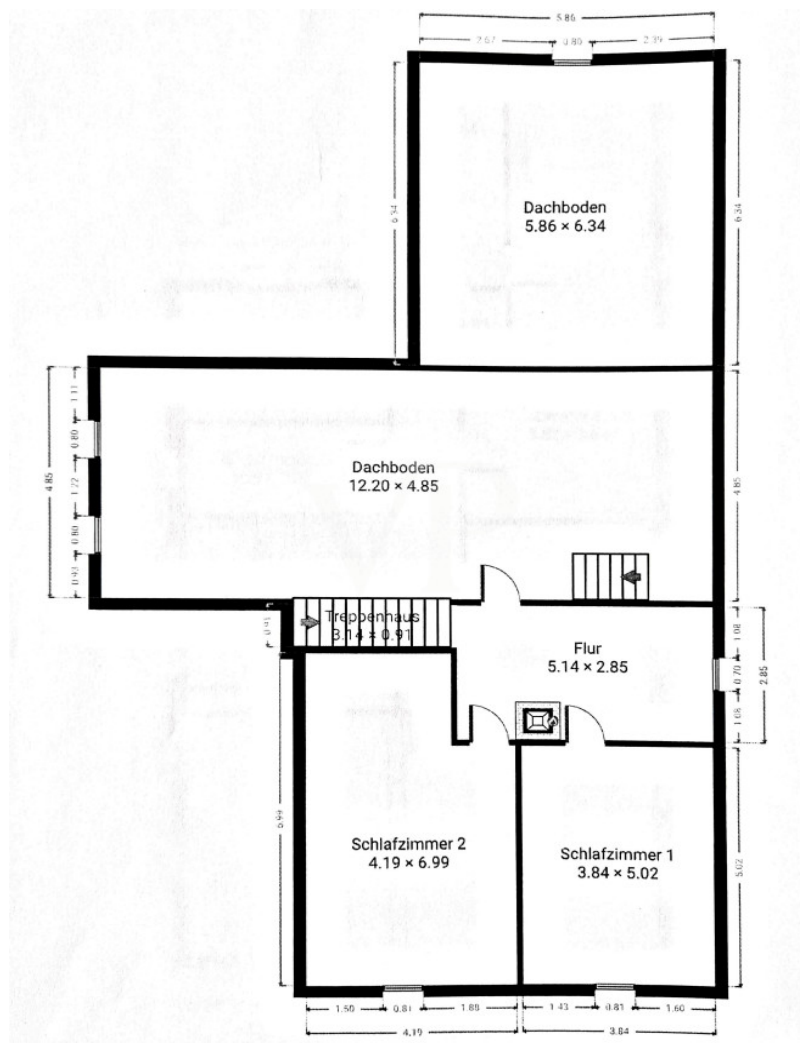 5.86
2.67
0.80
2.39
6.34
6.34
Dachboden
5.86 × 6.34
1.11
0.80
1.22
0.80
0.93
4.85
4.85
Dachboden
12.20 × 4.85
Treppenhaus
3.14 × 0.91
Flur
5.14 × 2.85
1.08
0.70
1.08
2.85
6.99
5.02
Schlafzimmer 2
4.19 × 6.99
Schlafzimmer 1
3.84 × 5.02
1.50
0.81
1.88
1.43
0.81
1.60
4.19
3.84